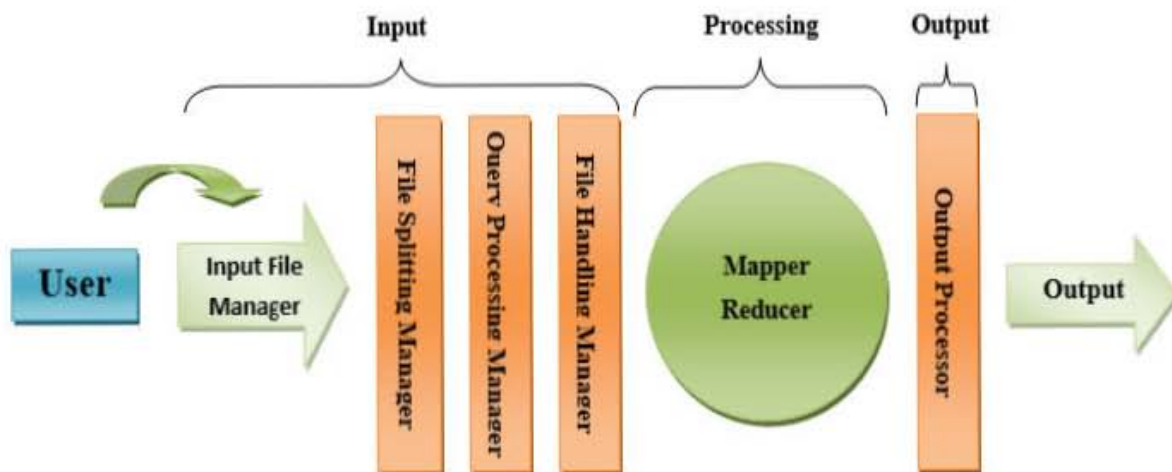 Input
Processing
Output
File Splitting Manager
Query Processing Manager
File Handling Manager
Output Processor
User
Input File
Manager
Mapper
Reducer
Output